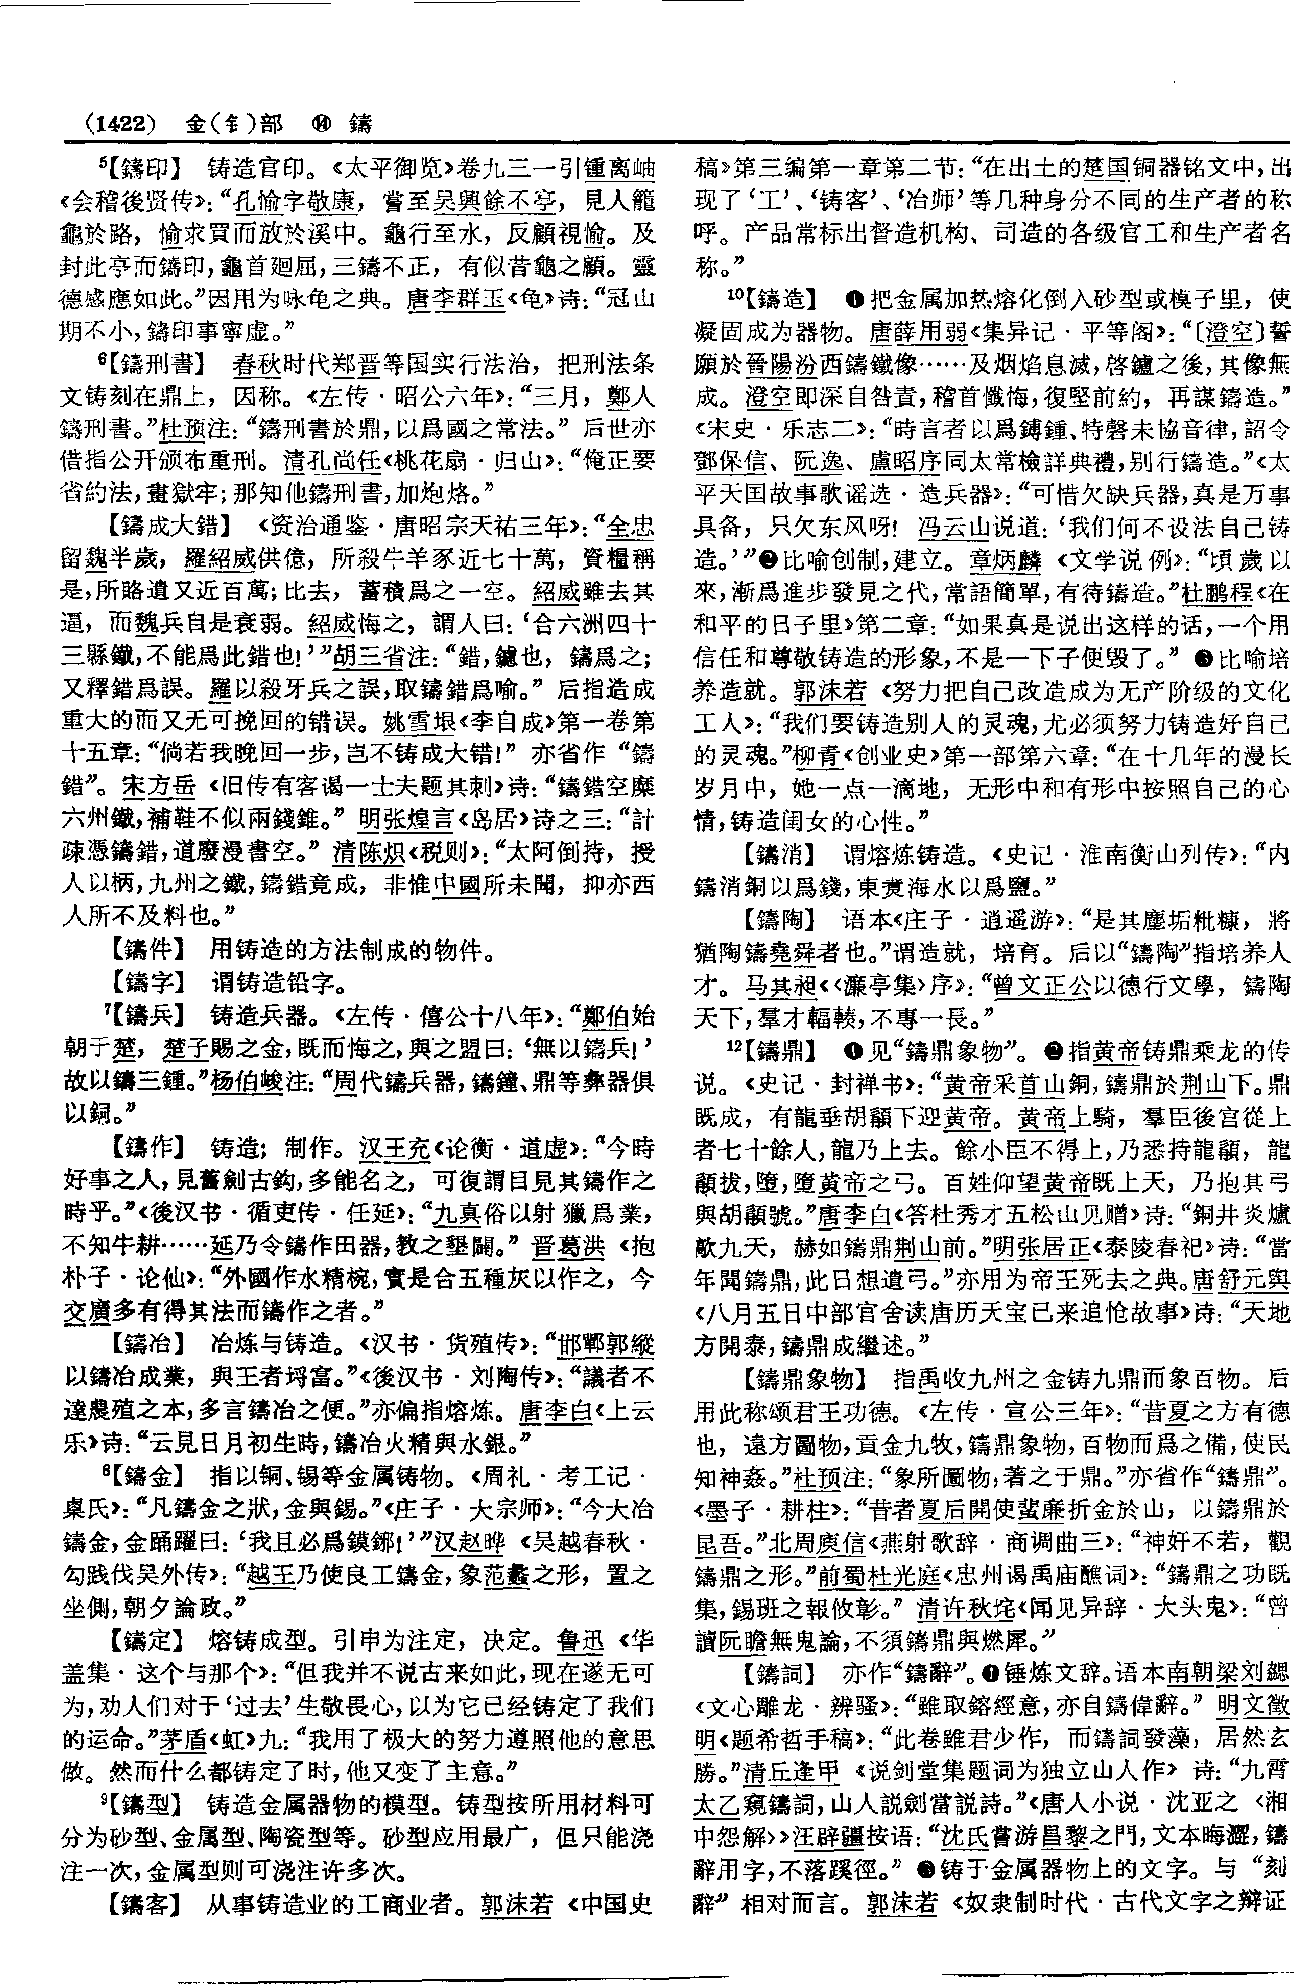 (1422) 金(钅)部 ⑭ 鑄
⁵【鑄印】 铸造官印。《太平御览》卷九三一引鍾离岫
《会稽後贤传》:“孔愉字敬康, 嘗至吴興餘不亭, 見人籠
龜於路, 愉求買而放於溪中。龜行至水, 反顧視愉。及
封此亭而鑄印,龜首廻屈,三鑄不正, 有似昔龜之顧。靈
德感應如此。”因用为咏龟之典。唐李群玉《龟》诗:“冠山
期不小,鑄印事寧虚。”
⁶【鑄刑書】 春秋时代郑晋等国实行法治, 把刑法条
文铸刻在鼎上, 因称。《左传·昭公六年》:“三月, 鄭人
鑄刑書。”杜预注:“鑄刑書於鼎,以爲國之常法。” 后世亦
借指公开颁布重刑。清孔尚任《桃花扇·归山》:“俺正要
省約法,畫獄牢;那知他鑄刑書,加炮烙。”
【鑄成大錯】 《资治通鉴·唐昭宗天祐三年》:“全忠
留魏半歲, 羅紹威供億, 所殺牛羊豕近七十萬, 資糧稱
是,所賂遺又近百萬;比去, 蓄積爲之一空。紹威雖去其
逼, 而魏兵自是衰弱。紹威悔之, 謂人曰:‘合六洲四十
三縣鐵,不能爲此錯也!’”胡三省注:“錯,鑢也, 鑄爲之;
又釋錯爲誤。羅以殺牙兵之誤,取鑄錯爲喻。” 后指造成
重大的而又无可挽回的错误。姚雪垠《李自成》第一卷第
十五章:“倘若我晚回一步,岂不铸成大错!” 亦省作“鑄
錯”。宋方岳《旧传有客谒一士夫题其刺》诗:“鑄錯空糜
六州鐵,補鞋不似兩錢錐。” 明张煌言《岛居》诗之三:“計
疎憑鑄錯,道廢漫書空。” 清陈炽《税则》:“太阿倒持, 授
人以柄,九州之鐵,鑄錯竟成, 非惟中國所未聞, 抑亦西
人所不及料也。”
【鑄件】 用铸造的方法制成的物件。
【鑄字】 谓铸造铅字。
⁷【鑄兵】 铸造兵器。《左传·僖公十八年》:“鄭伯始
朝于楚, 楚子賜之金,既而悔之,與之盟曰:‘無以鑄兵!’
故以鑄三鍾。”杨伯峻注:“周代鑄兵器,鑄鐘、鼎等彝器俱
以銅。”
【鑄作】 铸造; 制作。汉王充《论衡·道虚》:“今時
好事之人,見舊劍古鈎,多能名之, 可復謂目見其鑄作之
時乎。”《後汉书·循吏传·任延》:“九真俗以射獵爲業,
不知牛耕……延乃令鑄作田器,教之墾闢。” 晋葛洪《抱
朴子·论仙》:“外國作水精椀,實是合五種灰以作之, 今
交廣多有得其法而鑄作之者。”
【鑄冶】 冶炼与铸造。《汉书·货殖传》:“邯鄲郭縱
以鑄冶成業, 與王者埒富。”《後汉书·刘陶传》:“議者不
達農殖之本,多言鑄冶之便。”亦偏指熔炼。唐李白《上云
乐》诗:“云見日月初生時,鑄冶火精與水銀。”
⁸【鑄金】 指以铜、锡等金属铸物。《周礼·考工记·
㮚氏》:“凡鑄金之狀,金與錫。”《庄子·大宗师》:“今大冶
鑄金,金踊躍曰:‘我且必爲鏌鋣!’”汉赵晔《吴越春秋·
勾践伐吴外传》:“越王乃使良工鑄金,象范蠡之形, 置之
坐側,朝夕論政。”
【鑄定】 熔铸成型。引申为注定, 决定。鲁迅《华
盖集·这个与那个》:“但我并不说古来如此,现在遂无可
为,劝人们对于‘过去’生敬畏心,以为它已经铸定了我们
的运命。”茅盾《虹》九:“我用了极大的努力遵照他的意思
做。然而什么都铸定了时,他又变了主意。”
⁹【鑄型】 铸造金属器物的模型。铸型按所用材料可
分为砂型、金属型、陶瓷型等。砂型应用最广, 但只能浇
注一次,金属型则可浇注许多次。
【鑄客】 从事铸造业的工商业者。郭沫若《中国史
稿》第三编第一章第二节:“在出土的楚国铜器铭文中,出
现了‘工’、‘铸客’、‘冶师’等几种身分不同的生产者的称
呼。产品常标出督造机构、司造的各级官工和生产者名
称。”
¹⁰【鑄造】 ❶把金属加热熔化倒入砂型或模子里, 使
凝固成为器物。唐薛用弱《集异记·平等阁》:“〔澄空〕誓
願於晉陽汾西鑄鐵像……及烟焰息滅,啓鑪之後,其像無
成。澄空即深自咎責,稽首懺悔,復堅前約, 再謀鑄造。”
《宋史·乐志二》:“時言者以爲鎛鍾、特磬未協音律,詔令
鄧保信、阮逸、盧昭序同太常檢詳典禮,别行鑄造。”《太
平天国故事歌谣选·造兵器》:“可惜欠缺兵器,真是万事
具备, 只欠东风呀! 冯云山说道:‘我们何不设法自己铸
造。’”❷比喻创制,建立。章炳麟《文学说例》:“頃歲以
來,漸爲進步發見之代,常語簡單,有待鑄造。”杜鹏程《在
和平的日子里》第二章:“如果真是说出这样的话,一个用
信任和尊敬铸造的形象,不是一下子便毁了。” ❸比喻培
养造就。郭沫若《努力把自己改造成为无产阶级的文化
工人》:“我们要铸造别人的灵魂,尤必须努力铸造好自己
的灵魂。”柳青《创业史》第一部第六章:“在十几年的漫长
岁月中, 她一点一滴地, 无形中和有形中按照自己的心
情,铸造闺女的心性。”
【鑄消】 谓熔炼铸造。《史记·淮南衡山列传》:“内
鑄消銅以爲錢,東煑海水以爲鹽。”
【鑄陶】 语本《庄子·逍遥游》:“是其塵垢粃糠, 將
猶陶鑄堯舜者也。”谓造就, 培育。后以“鑄陶”指培养人
才。马其昶《〈濂亭集〉序》:“曾文正公以德行文學, 鑄陶
天下,羣才輻輳,不專一長。”
¹²【鑄鼎】 ❶见“鑄鼎象物”。❷指黄帝铸鼎乘龙的传
说。《史记·封禅书》:“黄帝采首山銅,鑄鼎於荆山下。鼎
既成, 有龍垂胡髯下迎黄帝。黄帝上騎, 羣臣後宫從上
者七十餘人,龍乃上去。餘小臣不得上,乃悉持龍髯, 龍
髯拔,墮,墮黄帝之弓。百姓仰望黄帝既上天, 乃抱其弓
與胡髯號。”唐李白《答杜秀才五松山见赠》诗:“銅井炎爐
歊九天, 赫如鑄鼎荆山前。”明张居正《泰陵春祀》诗:“當
年聞鑄鼎,此日想遺弓。”亦用为帝王死去之典。唐舒元舆
《八月五日中部官舍读唐历天宝已来追怆故事》诗:“天地
方開泰,鑄鼎成繼述。”
【鑄鼎象物】 指禹收九州之金铸九鼎而象百物。后
用此称颂君王功德。《左传·宣公三年》:“昔夏之方有德
也, 遠方圖物,貢金九牧,鑄鼎象物,百物而爲之備,使民
知神姦。”杜预注:“象所圖物,著之于鼎。”亦省作“鑄鼎”。
《墨子·耕柱》:“昔者夏后開使蜚廉折金於山, 以鑄鼎於
昆吾。”北周庾信《燕射歌辞·商调曲三》:“神奸不若, 觀
鑄鼎之形。”前蜀杜光庭《忠州谒禹庙醮词》:“鑄鼎之功既
集,錫珪之報攸彰。” 清许秋垞《闻见异辞·大头鬼》:“曾
讀阮瞻無鬼論,不須鑄鼎與燃犀。”
【鑄詞】 亦作“鑄辭”。❶锤炼文辞。语本南朝梁刘勰
《文心雕龙·辨骚》:“雖取鎔經意,亦自鑄偉辭。” 明文徵
明《题希哲手稿》:“此卷雖君少作, 而鑄詞發藻, 居然玄
勝。”清丘逢甲《说剑堂集题词为独立山人作》诗:“九霄
太乙窺鑄詞,山人説劍當説詩。”《唐人小说·沈亚之〈湘
中怨解〉》汪辟疆按语:“沈氏嘗游昌黎之門,文本晦澀,鑄
辭用字,不落蹊徑。” ❷铸于金属器物上的文字。与“刻
辭”相对而言。郭沫若《奴隶制时代·古代文字之辩证